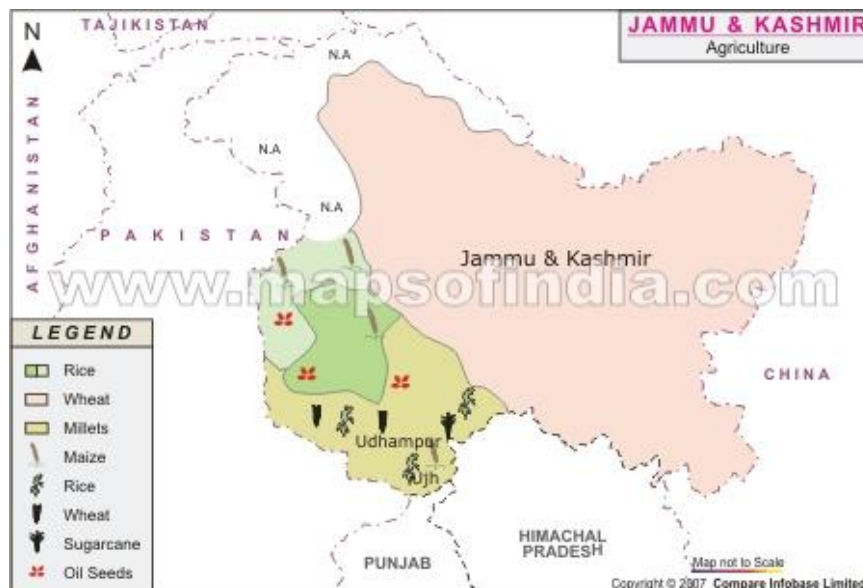 N
TAJIKISTAN
JAMMU & KASHMIR
Agriculture
N.A
N.A
N.A
AFGHANISTAN
PAKISTAN
Jammu & Kashmir
www.mapsofindia.com
CHINA
LEGEND
Rice
Wheat
Millets
Maize
Rice
Wheat
Sugarcane
Oil Seeds
Udhampur
Ujh
PUNJAB
HIMACHAL
PRADESH
Map not to Scale
Copyright © 2007 Compare Infobase Limited